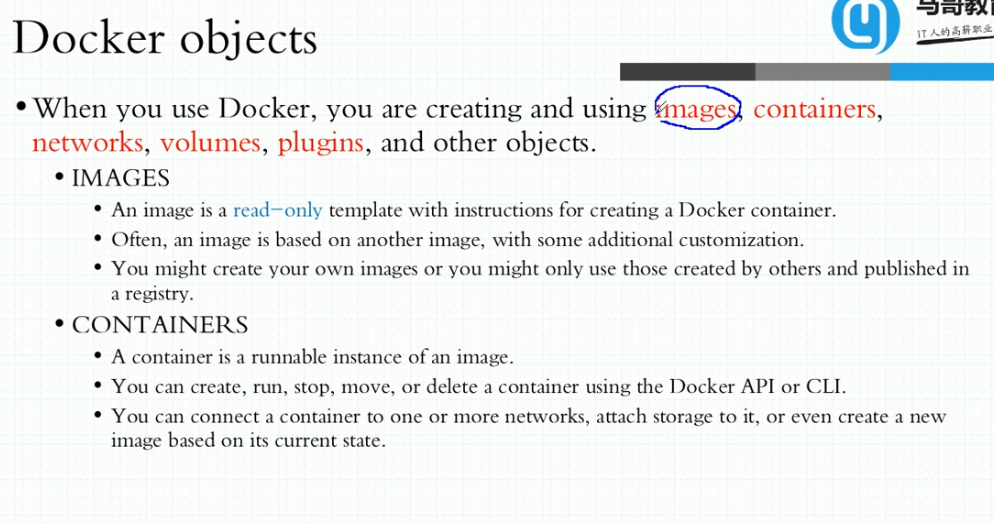 Docker objects
马哥教育
IT人的高薪职业
• When you use Docker, you are creating and using images, containers,
networks, volumes, plugins, and other objects.
• IMAGES
• An image is a read-only template with instructions for creating a Docker container.
• Often, an image is based on another image, with some additional customization.
• You might create your own images or you might only use those created by others and published in
a registry.
• CONTAINERS
• A container is a runnable instance of an image.
• You can create, run, stop, move, or delete a container using the Docker API or CLI.
• You can connect a container to one or more networks, attach storage to it, or even create a new
image based on its current state.